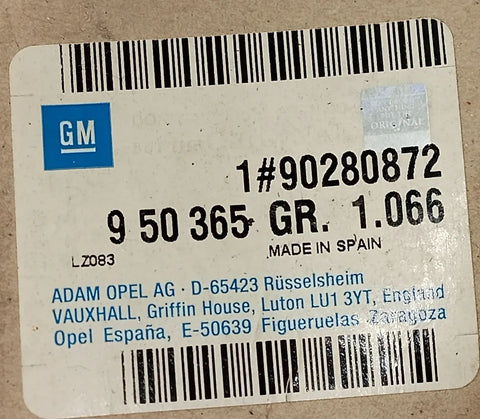 GM
ORIGINAL
1#90280872
9 50 365 GR. 1.066
LZ083
MADE IN SPAIN
ADAM OPEL AG · D-65423 Rüsselsheim
VAUXHALL, Griffin House, Luton LU1 3YT, England
Opel España, E-50639 Figueruelas Zaragoza